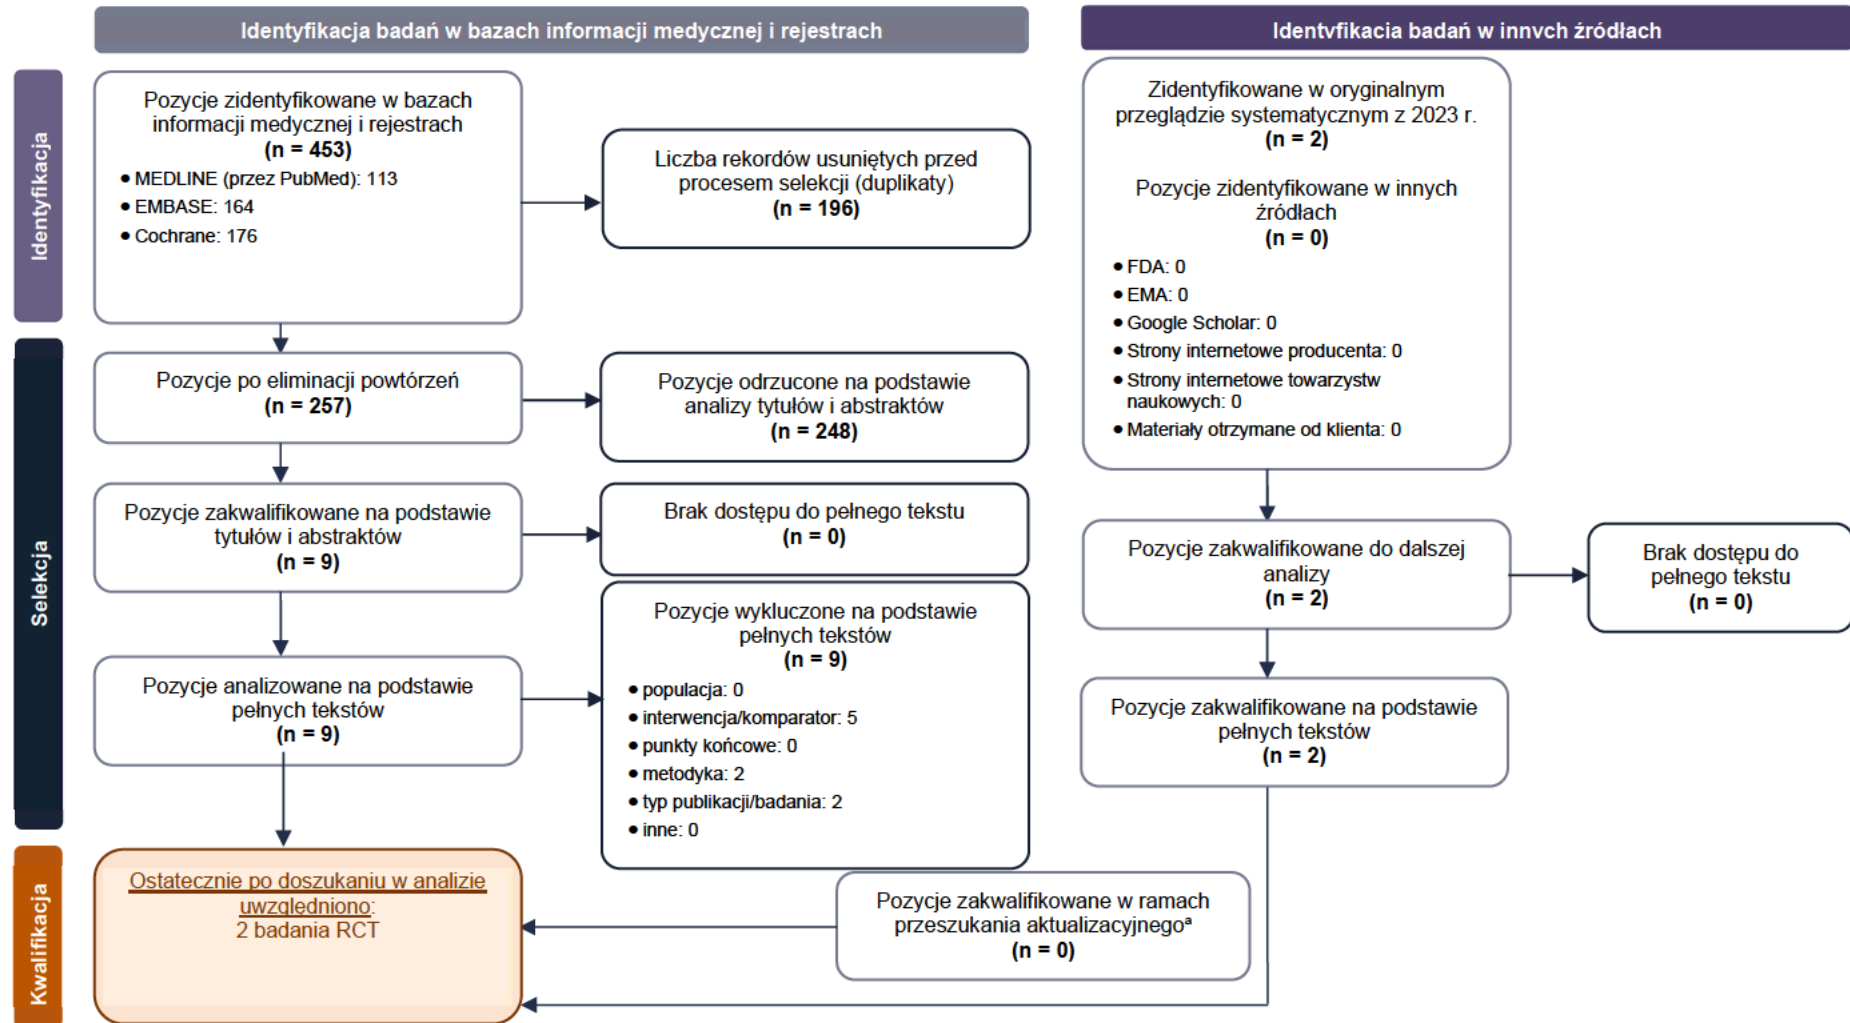 Identyfikacja badań w bazach informacji medycznej i rejestrach
Identyfikacja badań w innych źródłach
Identyfikacja
Pozycje zidentyfikowane w bazach
informacji medycznej i rejestrach
(n = 453)
• MEDLINE (przez PubMed): 113
• EMBASE: 164
• Cochrane: 176
Liczba rekordów usuniętych przed
procesem selekcji (duplikaty)
(n = 196)
Zidentyfikowane w oryginalnym
przeglądzie systematycznym z 2023 r.
(n = 2)
Pozycje zidentyfikowane w innych
źródłach
(n = 0)
• FDA: 0
• EMA: 0
• Google Scholar: 0
• Strony internetowe producenta: 0
• Strony internetowe towarzystw
naukowych: 0
• Materiały otrzymane od klienta: 0
Selekcja
Pozycje po eliminacji powtórzeń
(n = 257)
Pozycje odrzucone na podstawie
analizy tytułów i abstraktów
(n = 248)
Pozycje zakwalifikowane na podstawie
tytułów i abstraktów
(n = 9)
Brak dostępu do pełnego tekstu
(n = 0)
Pozycje zakwalifikowane do dalszej
analizy
(n = 2)
Brak dostępu do
pełnego tekstu
(n = 0)
Pozycje analizowane na podstawie
pełnych tekstów
(n = 9)
Pozycje wykluczone na podstawie
pełnych tekstów
(n = 9)
• populacja: 0
• interwencja/komparator: 5
• punkty końcowe: 0
• metodyka: 2
• typ publikacji/badania: 2
• inne: 0
Pozycje zakwalifikowane na podstawie
pełnych tekstów
(n = 2)
Kwalifikacja
Ostatecznie po doszukaniu w analizie
uwzględniono:
2 badania RCT
Pozycje zakwalifikowane w ramach
przeszukania aktualizacyjnegoᵃ
(n = 0)